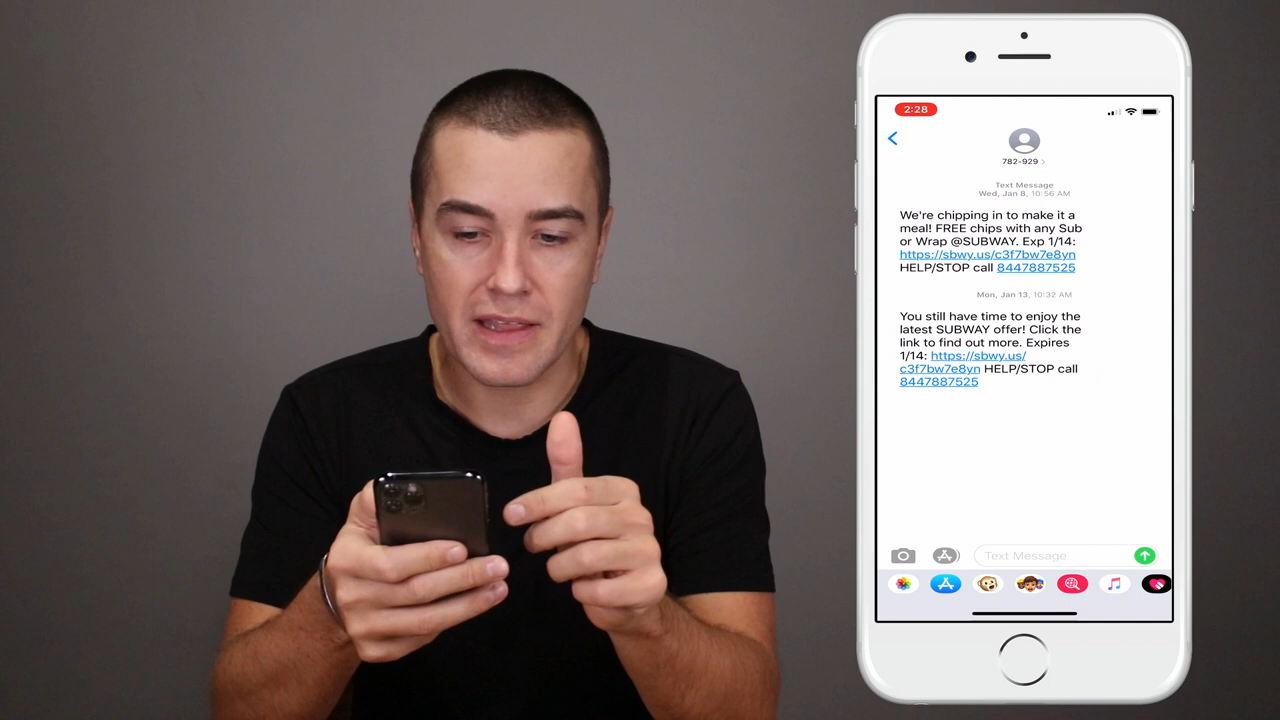 2:28
782-929 >
Text Message
Wed, Jan 8, 10:56 AM
We're chipping in to make it a
meal! FREE chips with any Sub
or Wrap @SUBWAY. Exp 1/14:
https://sbwy.us/c3f7bw7e8yn
HELP/STOP call 8447887525
Mon, Jan 13, 10:32 AM
You still have time to enjoy the
latest SUBWAY offer! Click the
link to find out more. Expires
1/14: https://sbwy.us/
c3f7bw7e8yn HELP/STOP call
8447887525
Text Message